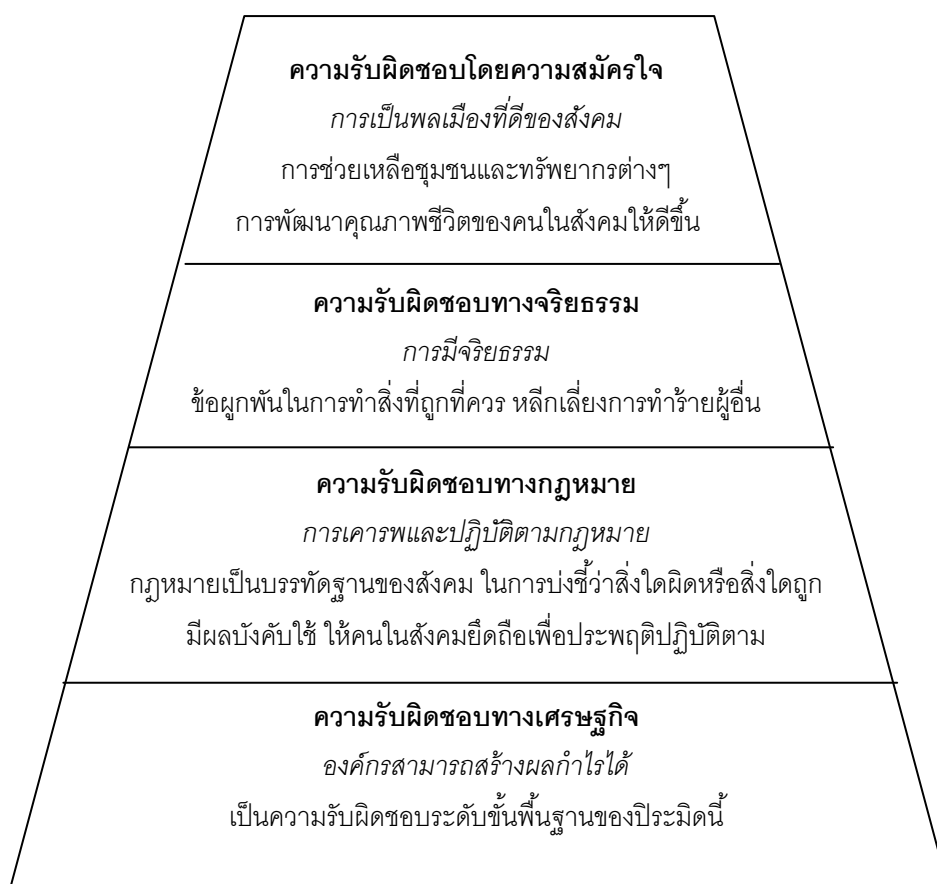 ความรับผิดชอบโดยความสมัครใจ
การเป็นพลเมืองที่ดีของสังคม
การช่วยเหลือชุมชนและทรัพยากรต่างๆ
การพัฒนาคุณภาพชีวิตของคนในสังคมให้ดีขึ้น
ความรับผิดชอบทางจริยธรรม
การมีจริยธรรม
ข้อผูกพันในการทำสิ่งที่ถูกที่ควร หลีกเลี่ยงการทำร้ายผู้อื่น
ความรับผิดชอบทางกฎหมาย
การเคารพและปฏิบัติตามกฎหมาย
กฎหมายเป็นบรรทัดฐานของสังคม ในการบ่งชี้ว่าสิ่งใดผิดหรือสิ่งใดถูก
มีผลบังคับใช้ ให้คนในสังคมยึดถือเพื่อประพฤติปฏิบัติตาม
ความรับผิดชอบทางเศรษฐกิจ
องค์กรสามารถสร้างผลกำไรได้
เป็นความรับผิดชอบระดับขั้นพื้นฐานของปิระมิดนี้